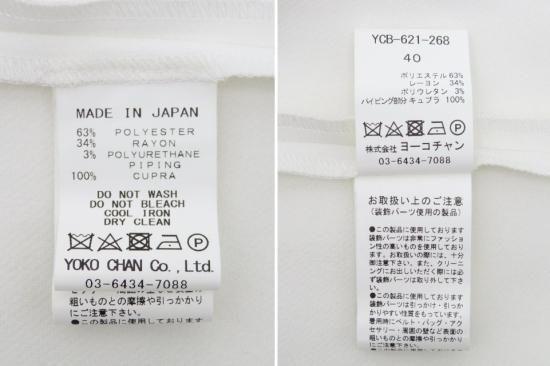 MADE IN JAPAN
63% POLYESTER
34% RAYON
3% POLYURETHANE
PIPING
100% CUPRA
DO NOT WASH
DO NOT BLEACH
COOL IRON
DRY CLEAN
YOKO CHAN Co., Ltd.
03-6434-7088
粗いものとの摩擦や引っかかり
にご注意下さい。
YCB-621-268
40
ポリエステル 63%
レーヨン 34%
ポリウレタン 3%
パイピング部分 キュプラ 100%
株式会社 ヨーコチャン
03-6434-7088
お取扱い上のご注意
(装飾パーツ使用の製品)
●この製品に使用しております
装飾パーツは非常にファッショ
ン性の高いものを使用しており
ます。お取扱いの際には、十分
御注意下さい。また、クリーニン
グにお出しいただく際には必
ず装飾パーツは取り外して下さ
い。
●この製品に使用しております
装飾パーツは引っかけ・引っか
かりやすい性質をもっています。
着用時にベルト・バッグ・アク
セサリー・周囲の壁など表面の
粗いものとの摩擦や引っかかり
にご注意下さい。